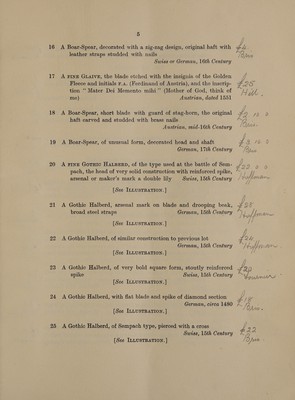 5
16 A Boar-Spear, decorated with a zig-zag design, original haft with
leather straps studded with nails
Swiss or German, 16th Century
17 A FINE GLAIVE, the blade etched with the insignia of the Golden
Fleece and initials F.A. (Ferdinand of Austria), and the inscrip-
tion “ Mater Dei Memento mihi ” (Mother of God, think of
me) Austrian, dated 1551
18 A Boar-Spear, short blade with guard of stag-horn, the original
haft carved and studded with brass nails
Austrian, mid-16th Century
19 A Boar-Spear, of unusual form, decorated head and shaft
German, 17th Century
20 A FINE GOTHIC HALBERD, of the type used at the battle of Sem-
pach, the head of very solid construction with reinforced spike,
arsenal or maker's mark a double lily Swiss, 15th Century
[See ILLUSTRATION.]
21 A Gothic Halberd, arsenal mark on blade and drooping beak,
broad steel straps German, 15th Century
[See ILLUSTRATION.]
22 A Gothic Halberd, of similar construction to previous lot
German, 15th Century
[See ILLUSTRATION.]
23 A Gothic Halberd, of very bold square form, sturdily reinforced
spike Swiss, 15th Century
[See ILLUSTRATION.]
24 A Gothic Halberd, with flat blade and spike of diamond section
German, circa 1480
[See ILLUSTRATION.]
25 A Gothic Halberd, of Sempach type, pierced with a cross
Swiss, 15th Century
[See ILLUSTRATION.]